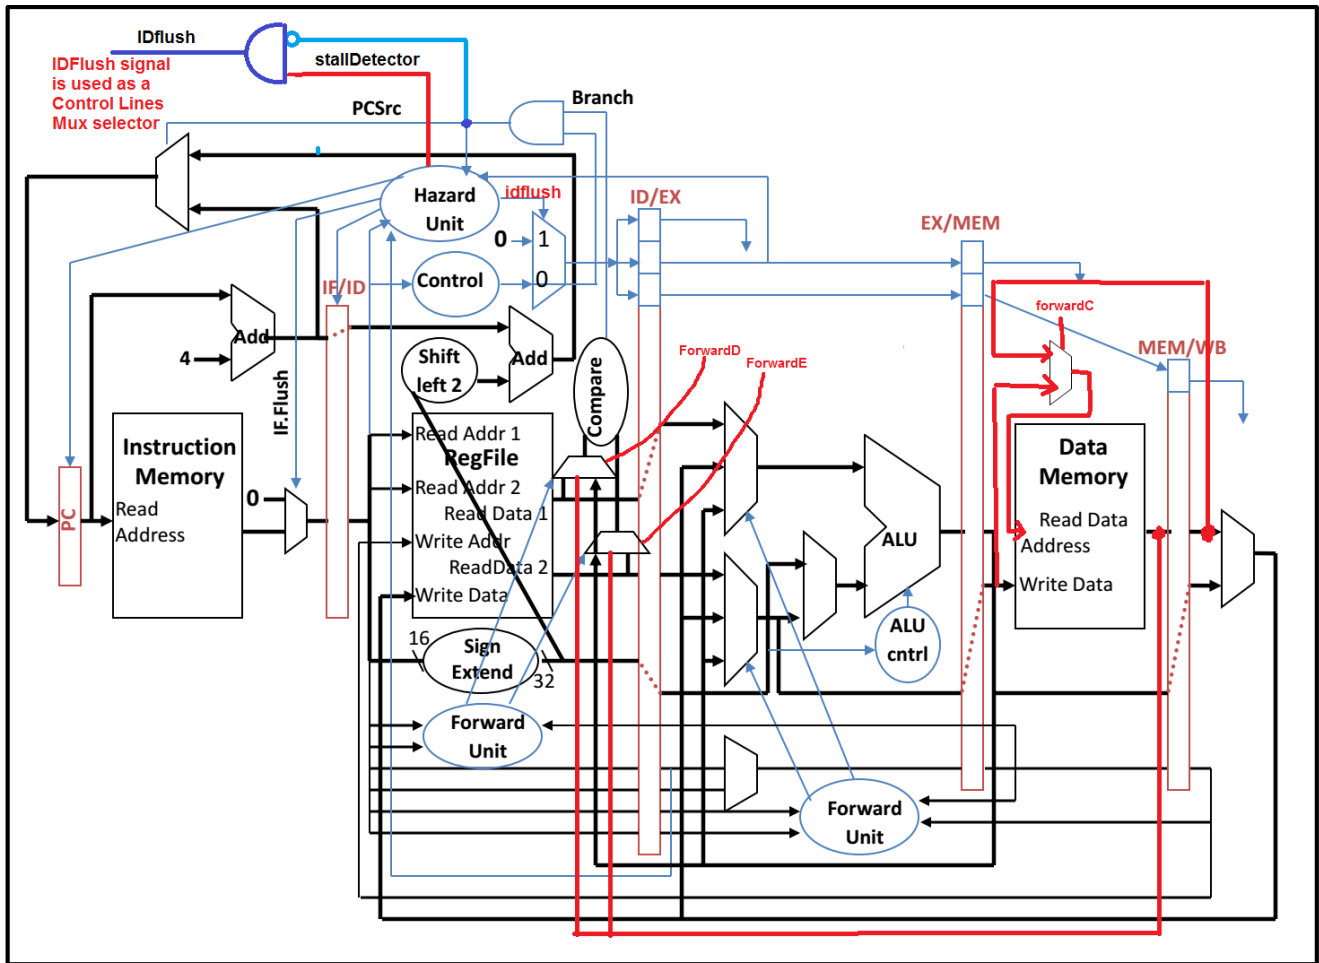 IDflush
IDFlush signal
is used as a
Control Lines
Mux selector
stallDetector
PCSrc
Branch
Hazard
Unit
idflush
ID/EX
EX/MEM
0
1
0
Control
IF/ID
forwardC
MEM/WB
Add
4
Shift
left 2
Add
Compare
ForwardD
ForwardE
IF.Flush
Instruction
Memory
Read
Address
PC
0
Read Addr 1
RegFile
Read Addr 2
Read Data 1
Write Addr
ReadData 2
Write Data
ALU
Data
Memory
Read Data
Address
Write Data
16
Sign
Extend
32
ALU
cntrl
Forward
Unit
Forward
Unit